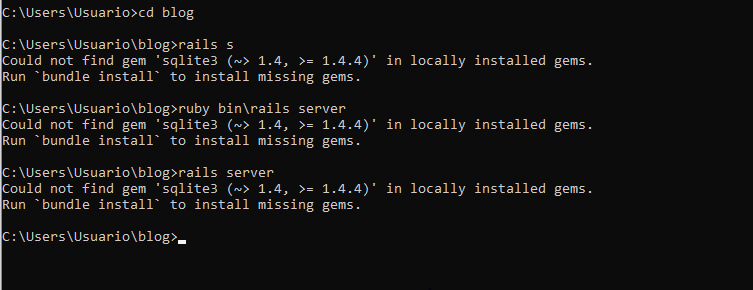 C:\Users\Usuario>cd blog
C:\Users\Usuario\blog>rails s
Could not find gem 'sqlite3 (~> 1.4, >= 1.4.4)' in locally installed gems.
Run `bundle install` to install missing gems.
C:\Users\Usuario\blog>ruby bin\rails server
Could not find gem 'sqlite3 (~> 1.4, >= 1.4.4)' in locally installed gems.
Run `bundle install` to install missing gems.
C:\Users\Usuario\blog>rails server
Could not find gem 'sqlite3 (~> 1.4, >= 1.4.4)' in locally installed gems.
Run `bundle install` to install missing gems.
C:\Users\Usuario\blog>